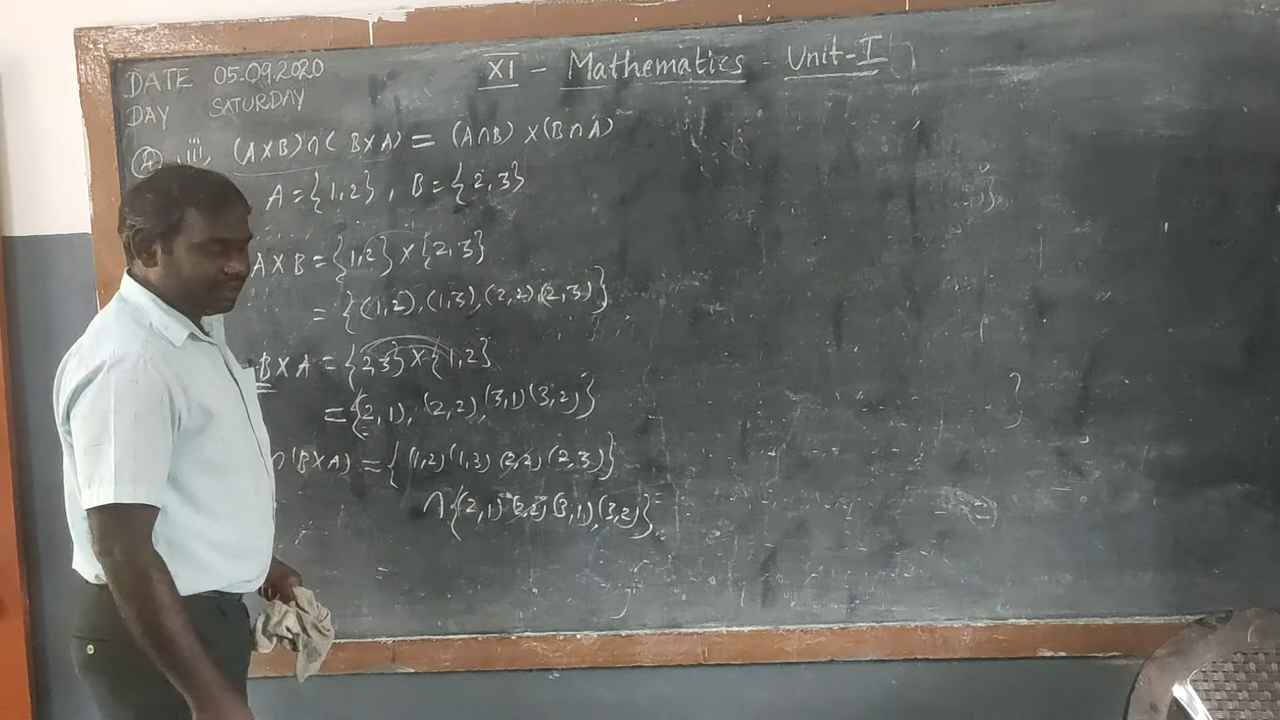 DATE 05.09.2020
DAY SATURDAY
XI - Mathematics - Unit-I
(A) iii, (A×B)∩(B×A) = (A∩B)×(B∩A)
A={1,2}, B={2,3}
A×B={1,2}×{2,3}
={(1,2),(1,3),(2,2),(2,3)}
B×A={2,3}×{1,2}
={2,1),(2,2),(3,1)(3,2)}
∩(B×A)={(1,2)(1,3)(2,2)(2,3)}
∩{(2,1)(2,2)(3,1),(3,2)}